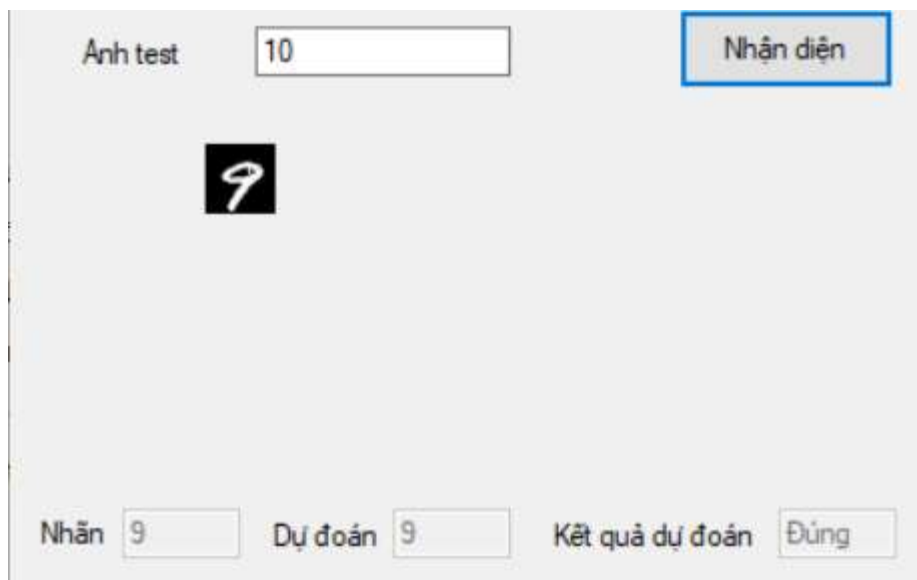 Ảnh test 10 Nhận diện
9
Nhãn 9 Dự đoán 9 Kết quả dự đoán Đúng